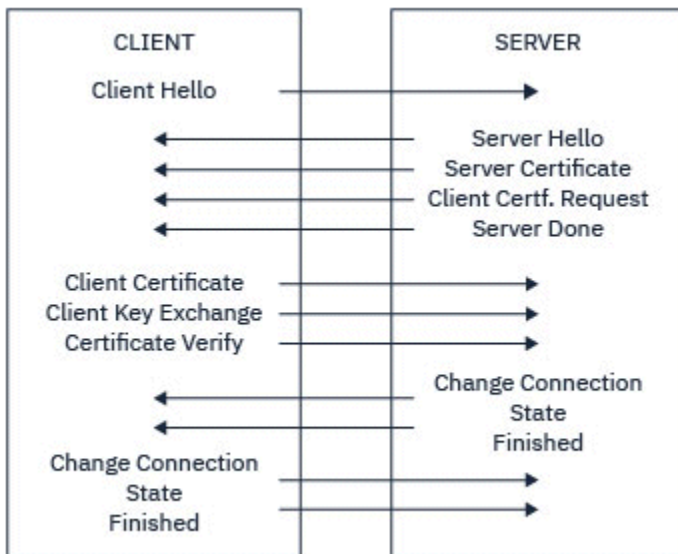 CLIENT
SERVER
Client Hello
Server Hello
Server Certificate
Client Certf. Request
Server Done
Client Certificate
Client Key Exchange
Certificate Verify
Change Connection
State
Finished
Change Connection
State
Finished